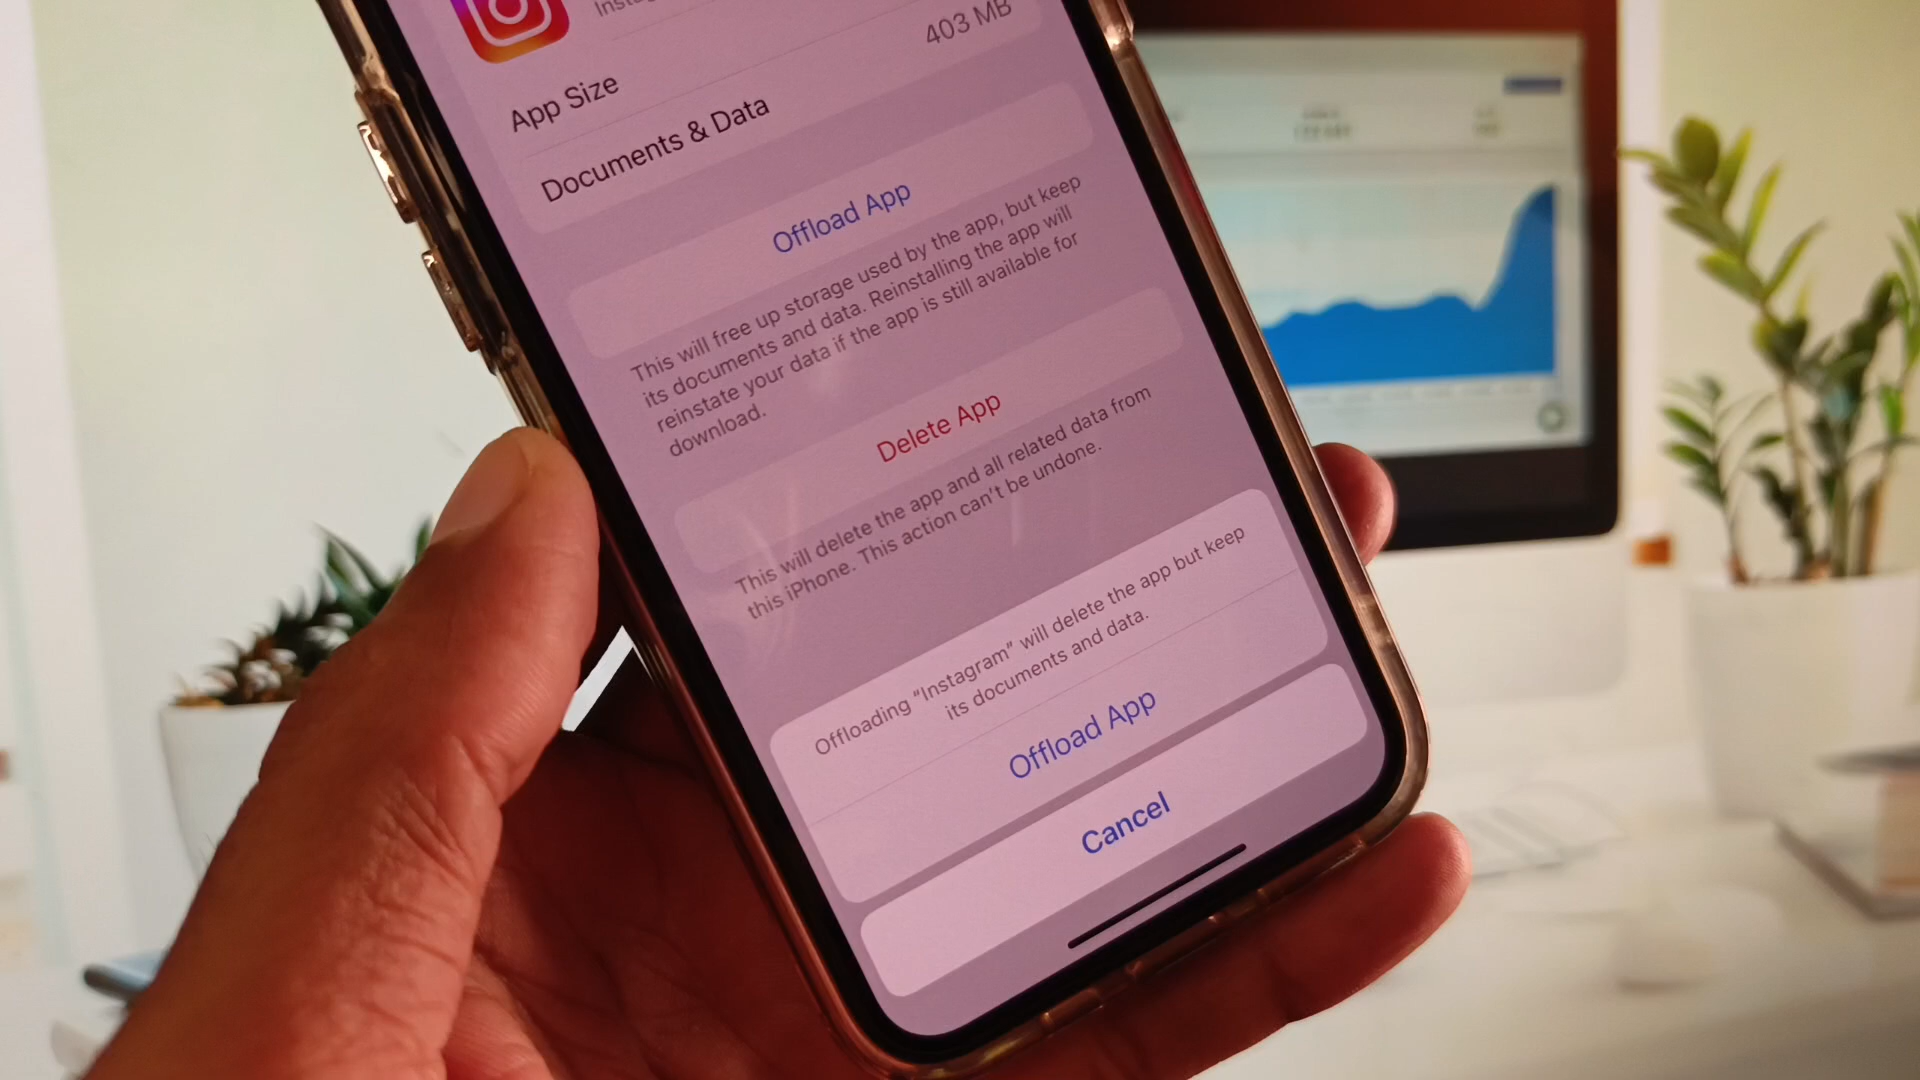 403 MB
App Size
Documents & Data
Offload App
This will free up storage used by the app, but keep
its documents and data. Reinstalling the app will
reinstate your data if the app is still available for
download.
Delete App
This will delete the app and all related data from
this iPhone. This action can't be undone.
Offloading “Instagram” will delete the app but keep
its documents and data.
Offload App
Cancel